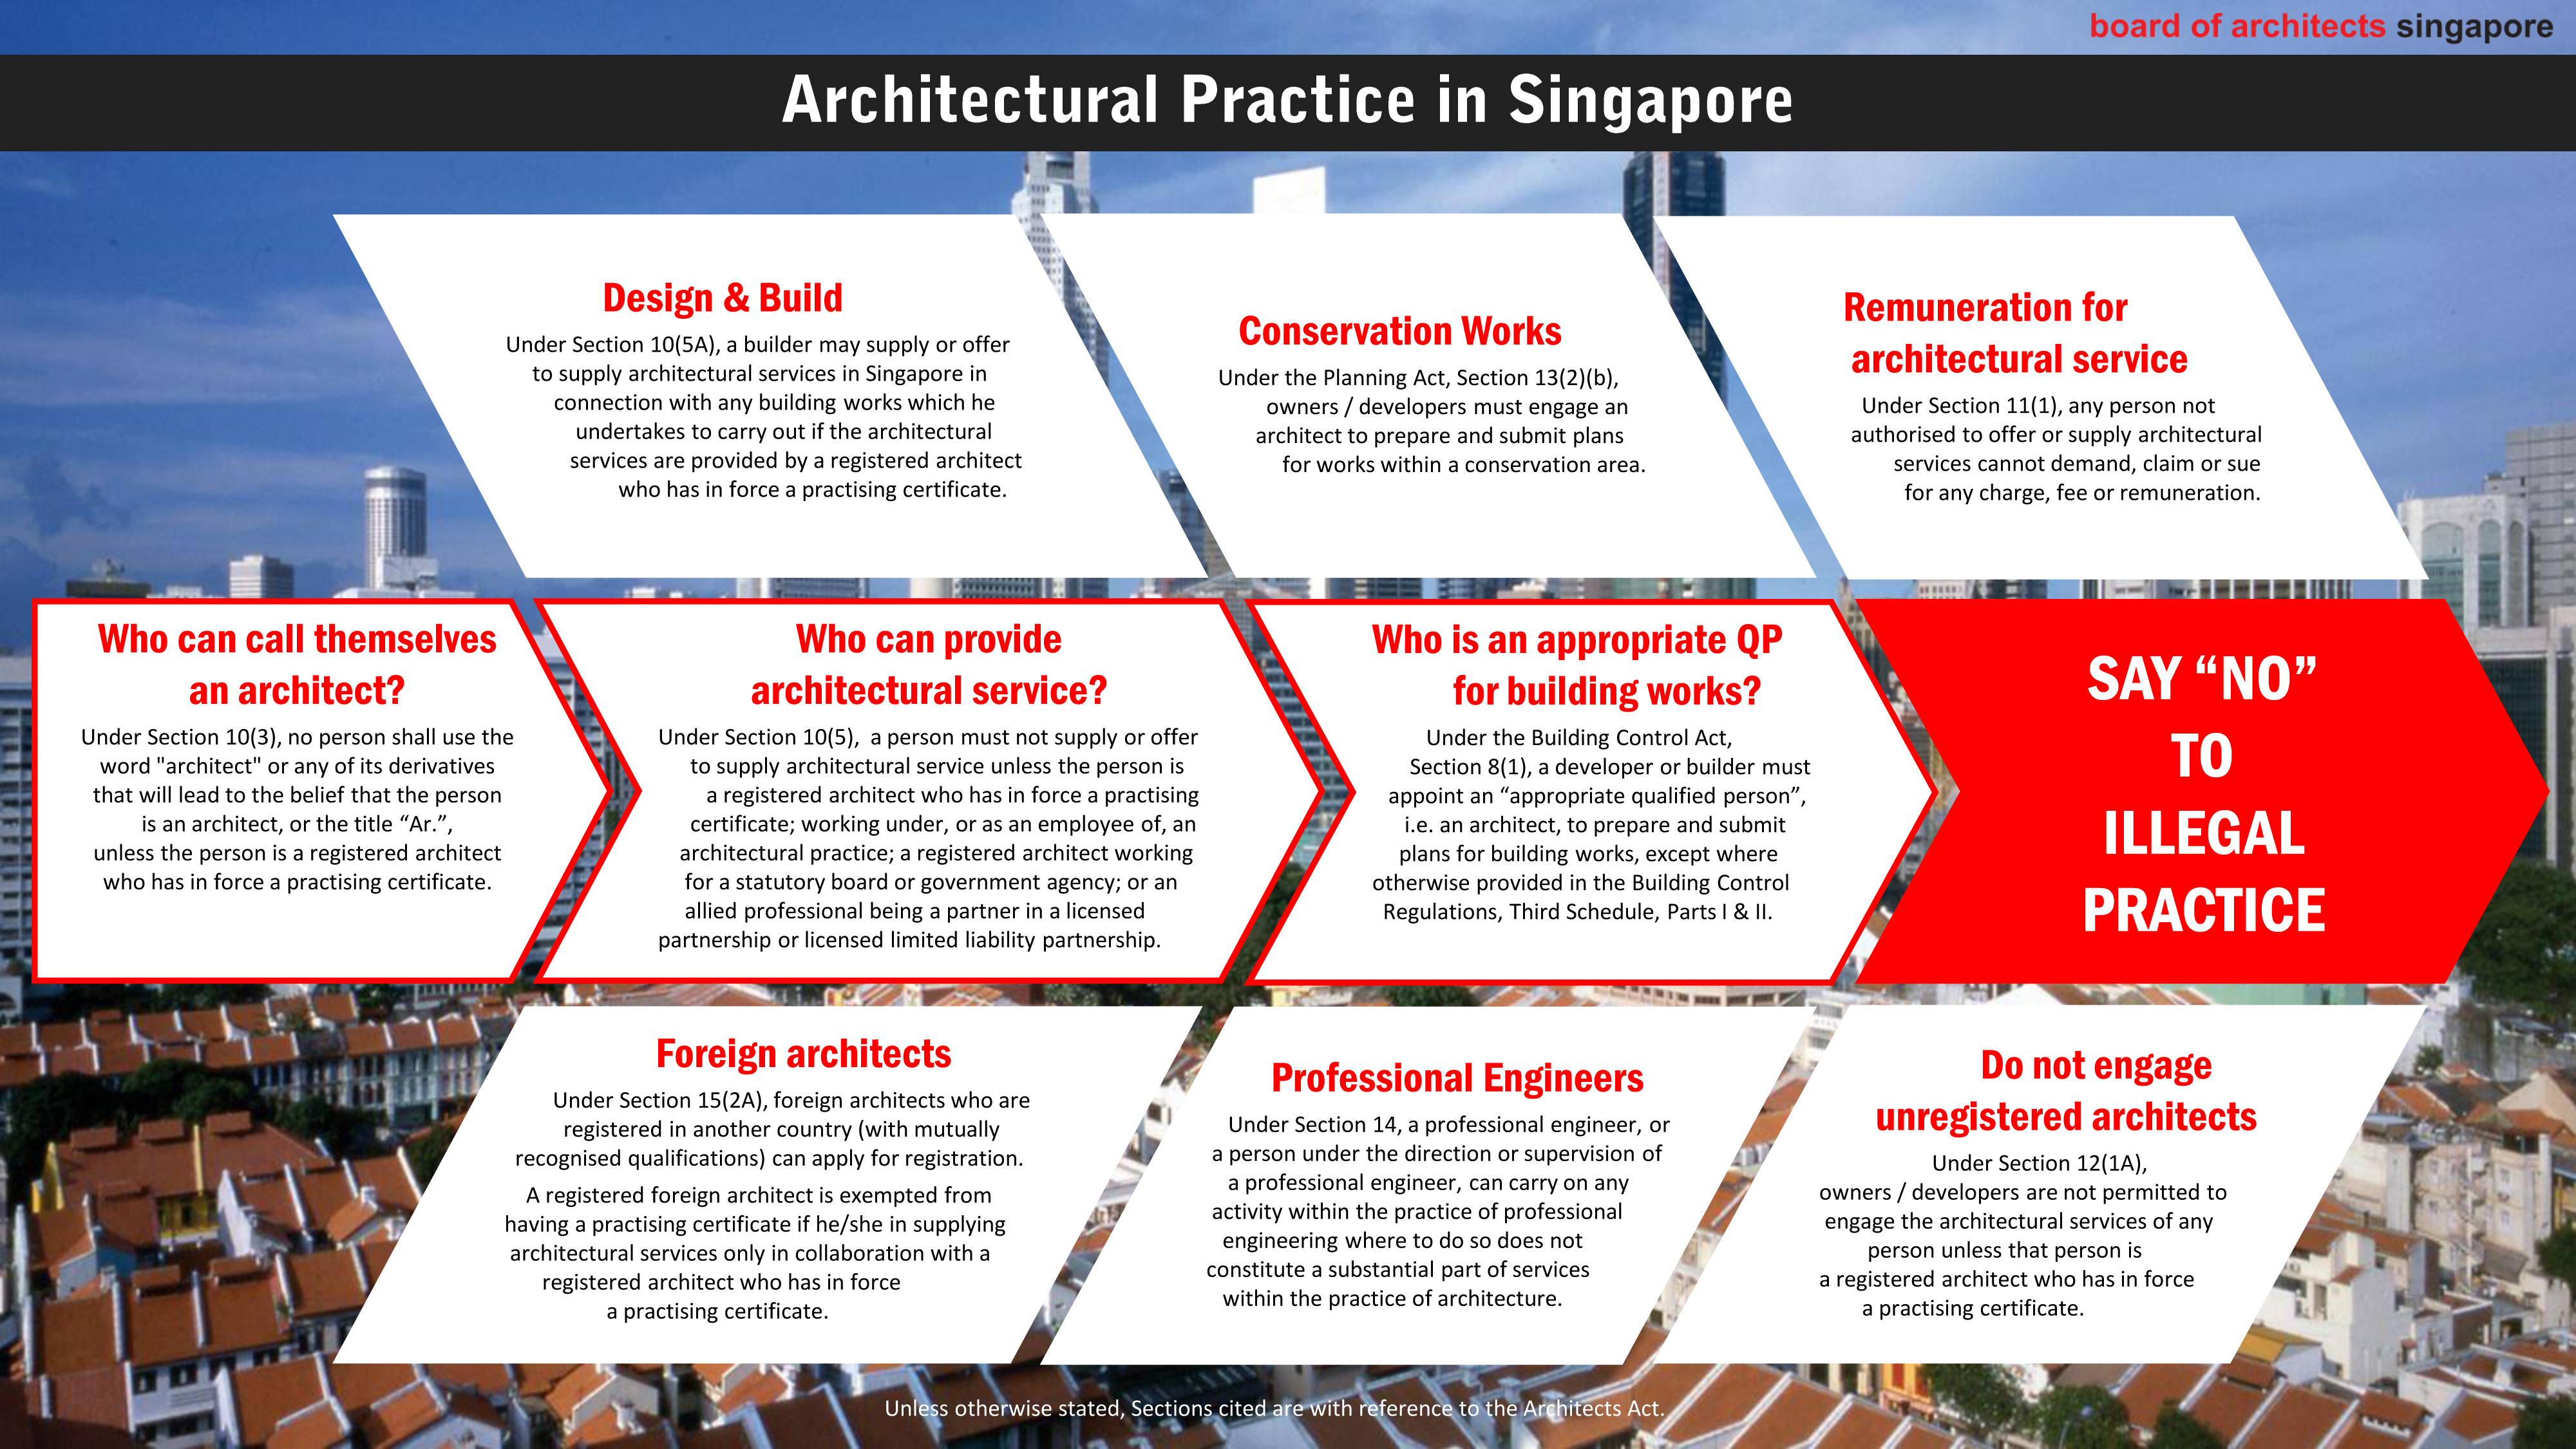 board of architects singapore
Architectural Practice in Singapore
Design & Build
Under Section 10(5A), a builder may supply or offer
to supply architectural services in Singapore in
connection with any building works which he
undertakes to carry out if the architectural
services are provided by a registered architect
who has in force a practising certificate.
Conservation Works
Under the Planning Act, Section 13(2)(b),
owners / developers must engage an
architect to prepare and submit plans
for works within a conservation area.
Remuneration for
architectural service
Under Section 11(1), any person not
authorised to offer or supply architectural
services cannot demand, claim or sue
for any charge, fee or remuneration.
Who can call themselves
an architect?
Under Section 10(3), no person shall use the
word "architect" or any of its derivatives
that will lead to the belief that the person
is an architect, or the title “Ar.”,
unless the person is a registered architect
who has in force a practising certificate.
Who can provide
architectural service?
Under Section 10(5), a person must not supply or offer
to supply architectural service unless the person is
a registered architect who has in force a practising
certificate; working under, or as an employee of, an
architectural practice; a registered architect working
for a statutory board or government agency; or an
allied professional being a partner in a licensed
partnership or licensed limited liability partnership.
Who is an appropriate QP
for building works?
Under the Building Control Act,
Section 8(1), a developer or builder must
appoint an “appropriate qualified person”,
i.e. an architect, to prepare and submit
plans for building works, except where
otherwise provided in the Building Control
Regulations, Third Schedule, Parts I & II.
SAY “NO”
TO
ILLEGAL
PRACTICE
Foreign architects
Under Section 15(2A), foreign architects who are
registered in another country (with mutually
recognised qualifications) can apply for registration.
A registered foreign architect is exempted from
having a practising certificate if he/she in supplying
architectural services only in collaboration with a
registered architect who has in force
a practising certificate.
Professional Engineers
Under Section 14, a professional engineer, or
a person under the direction or supervision of
a professional engineer, can carry on any
activity within the practice of professional
engineering where to do so does not
constitute a substantial part of services
within the practice of architecture.
Do not engage
unregistered architects
Under Section 12(1A),
owners / developers are not permitted to
engage the architectural services of any
person unless that person is
a registered architect who has in force
a practising certificate.
Unless otherwise stated, Sections cited are with reference to the Architects Act.